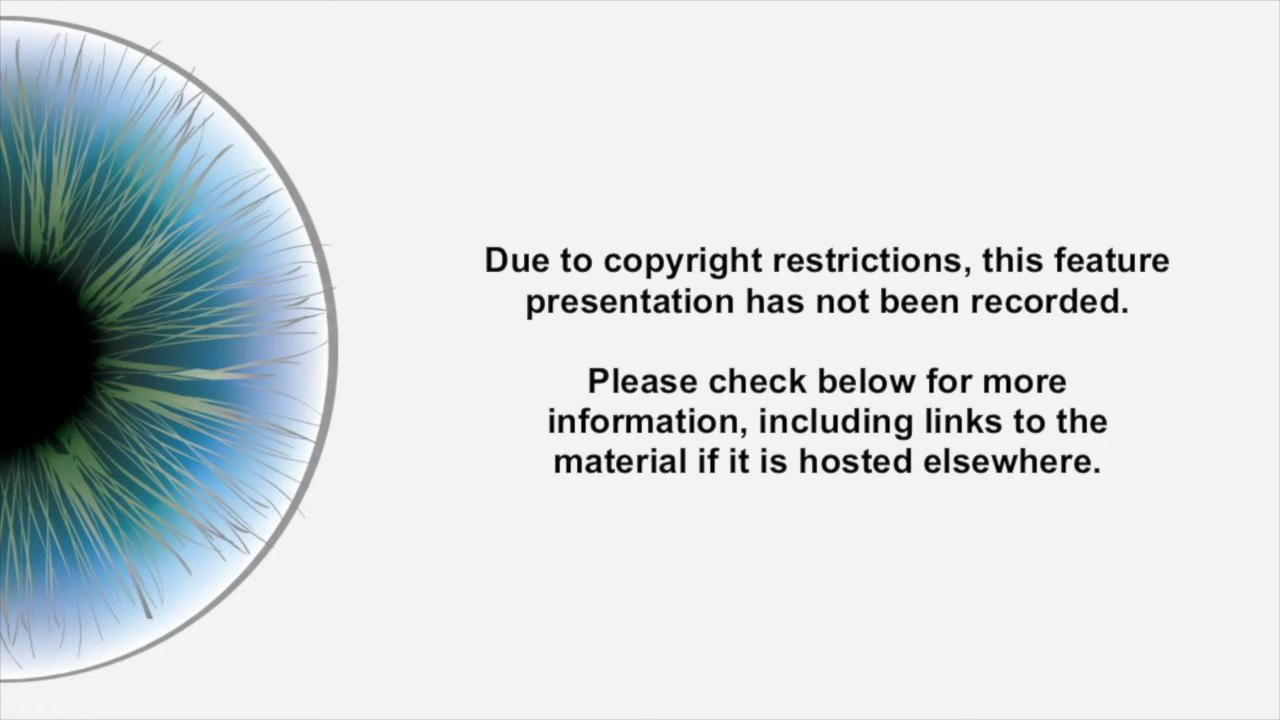 Due to copyright restrictions, this feature
presentation has not been recorded.
Please check below for more
information, including links to the
material if it is hosted elsewhere.